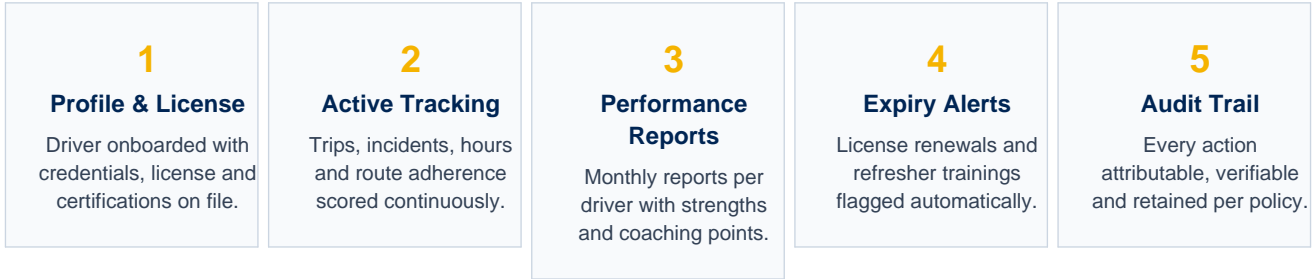 1
Profile & License
Driver onboarded with
credentials, license and
certifications on file.
2
Active Tracking
Trips, incidents, hours
and route adherence
scored continuously.
3
Performance
Reports
Monthly reports per
driver with strengths
and coaching points.
4
Expiry Alerts
License renewals and
refresher trainings
flagged automatically.
5
Audit Trail
Every action
attributable, verifiable
and retained per policy.